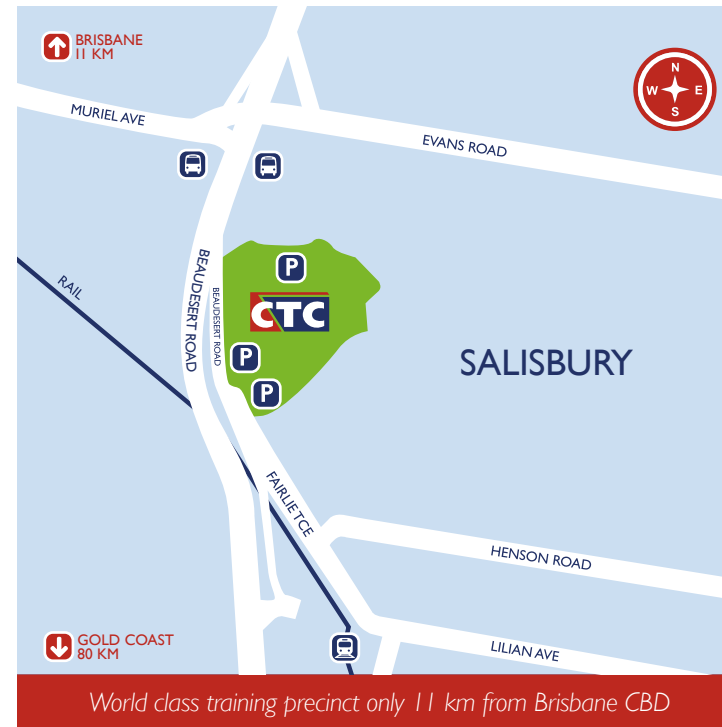 BRISBANE
11 KM
N
W E
S
MURIEL AVE
EVANS ROAD
BEAUDESERT ROAD
BEAUDESERT ROAD
RAIL
P
CTC
P
P
SALISBURY
FAIRLIE TCE
HENSON ROAD
LILIAN AVE
GOLD COAST
80 KM
World class training precinct only 11 km from Brisbane CBD